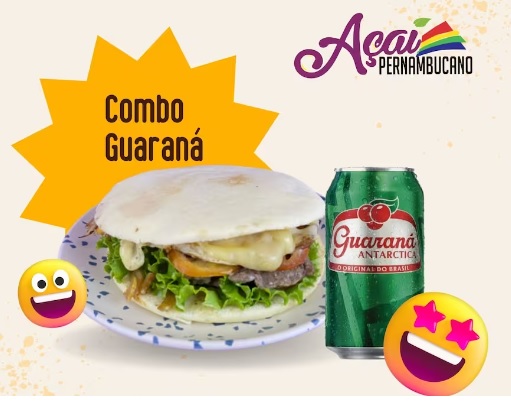 Açaí
PERNAMBUCANO
Combo
Guaraná
Guaraná
ANTARCTICA
O ORIGINAL DO BRASIL